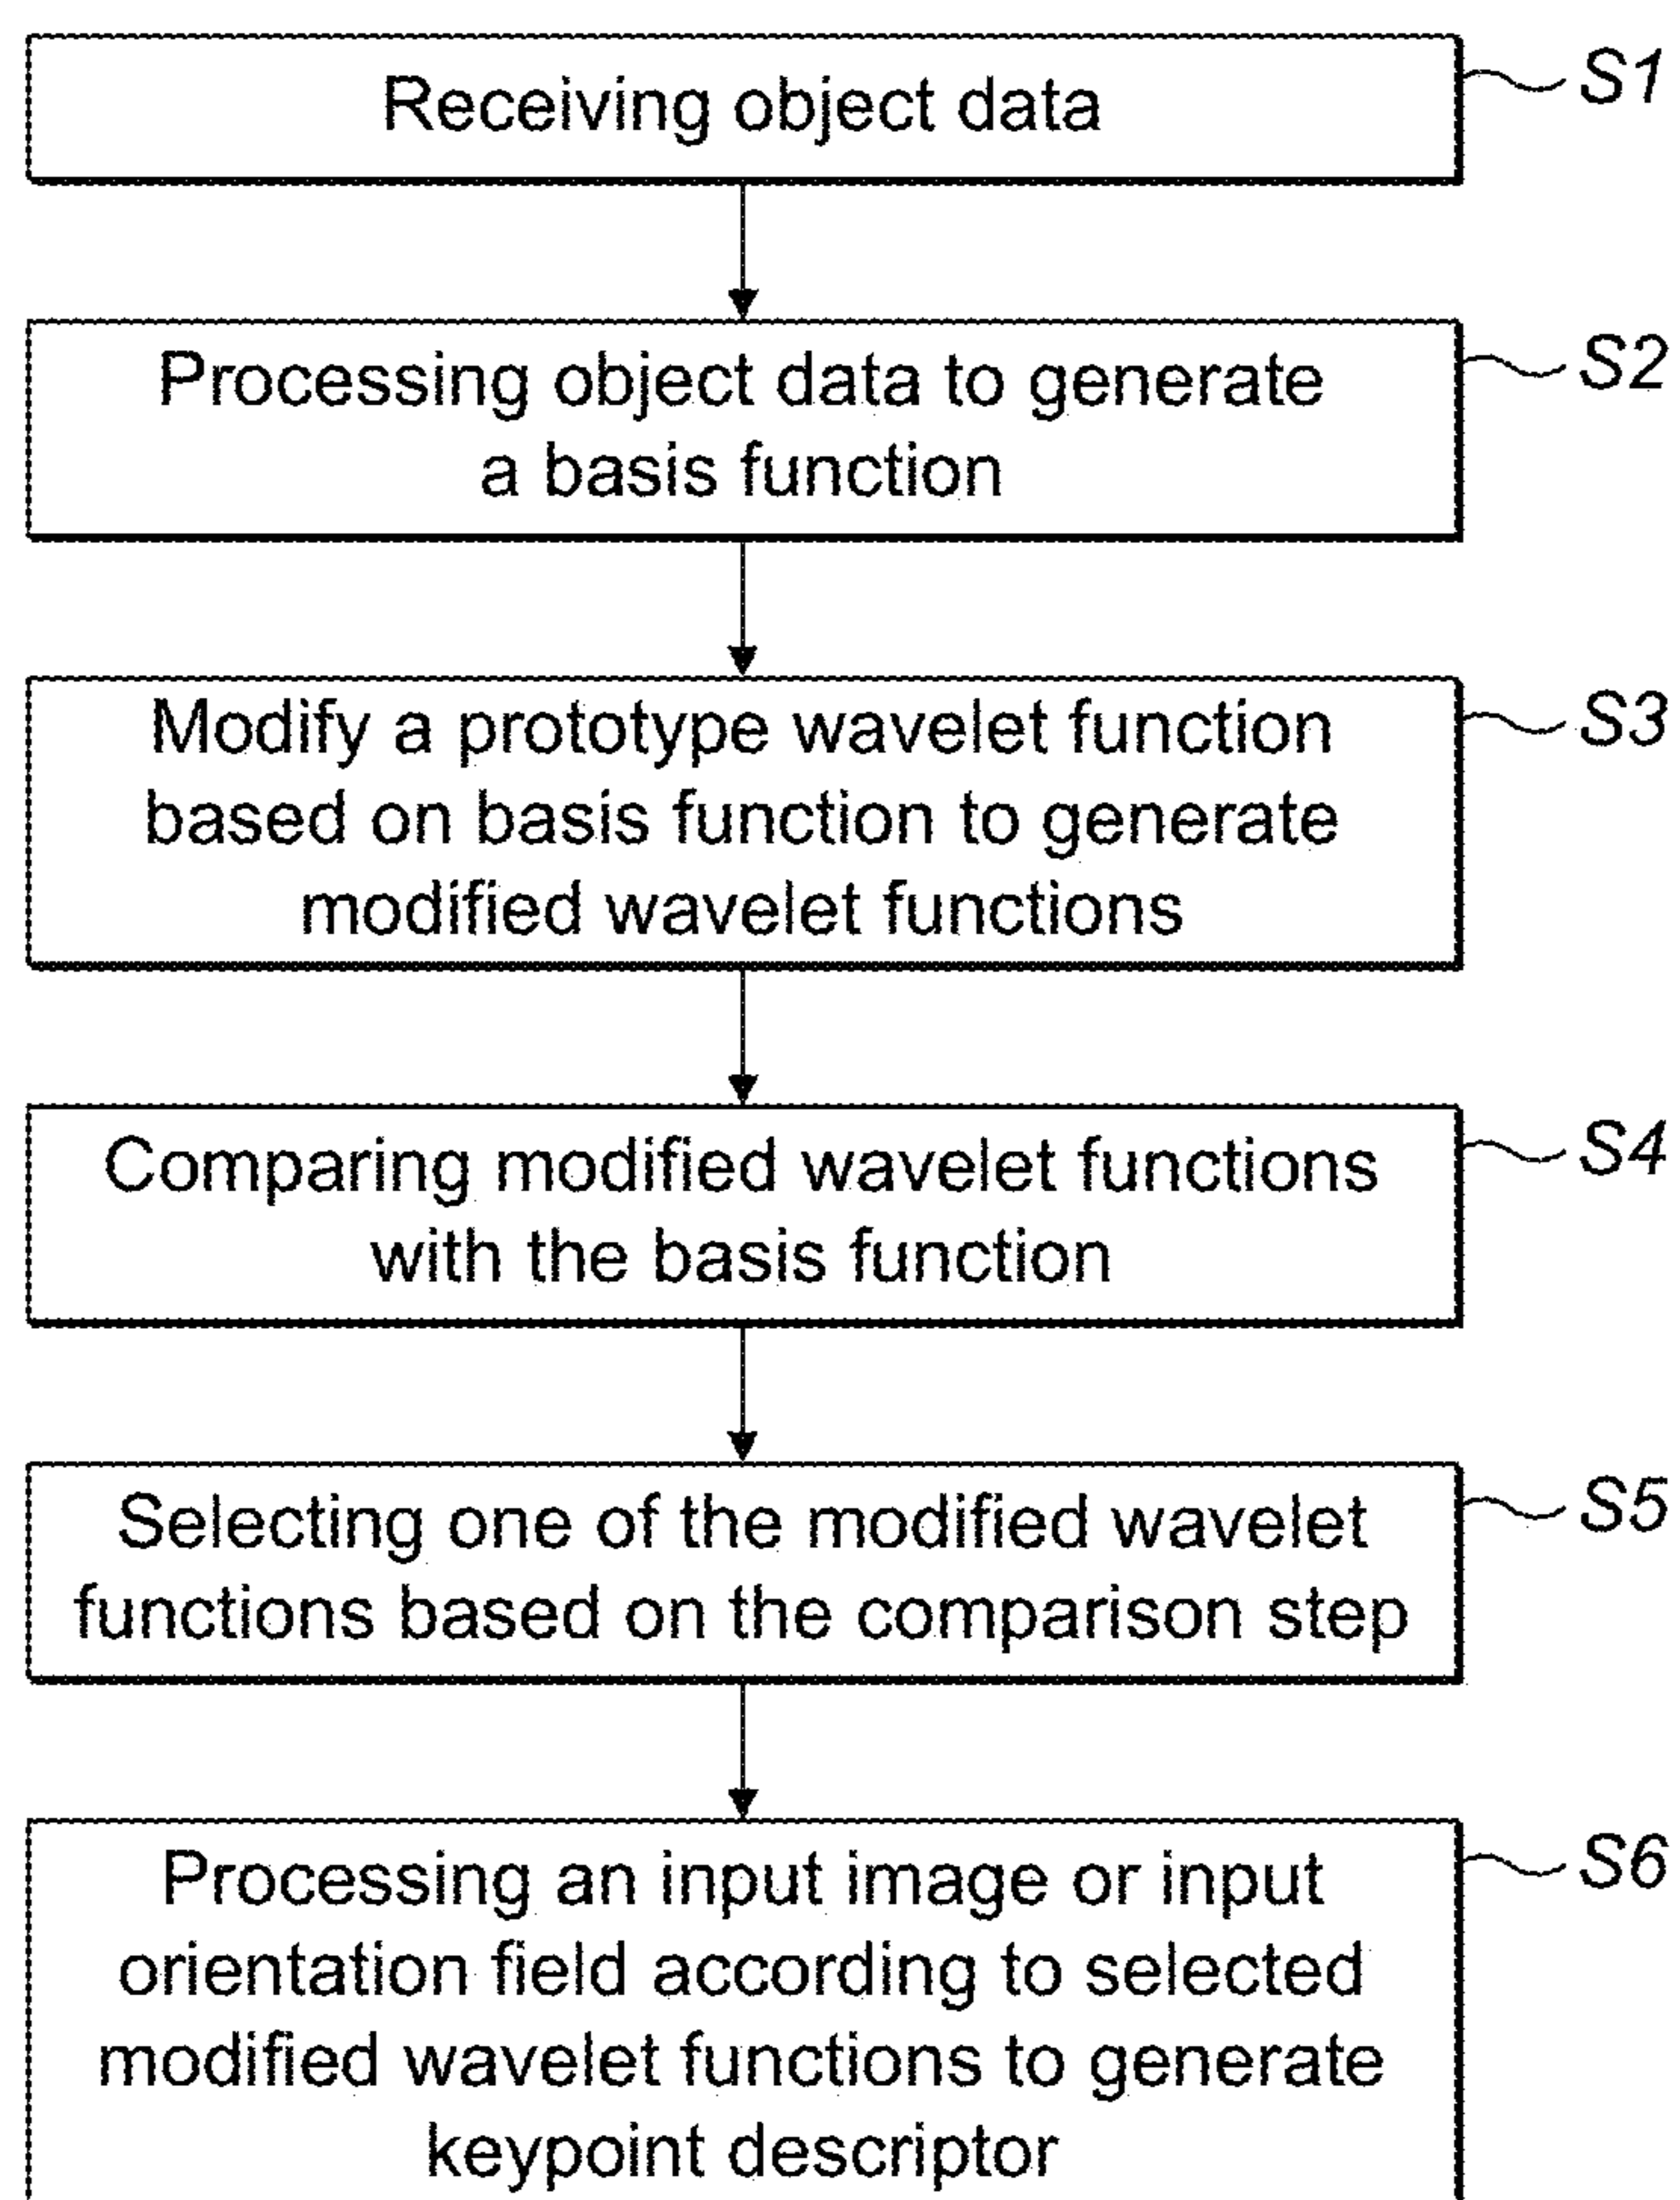 Receiving object data
S1
Processing object data to generate
a basis function
S2
Modify a prototype wavelet function
based on basis function to generate
modified wavelet functions
S3
Comparing modified wavelet functions
with the basis function
S4
Selecting one of the modified wavelet
functions based on the comparison step
S5
Processing an input image or input
orientation field according to selected
modified wavelet functions to generate
keypoint descriptor
S6